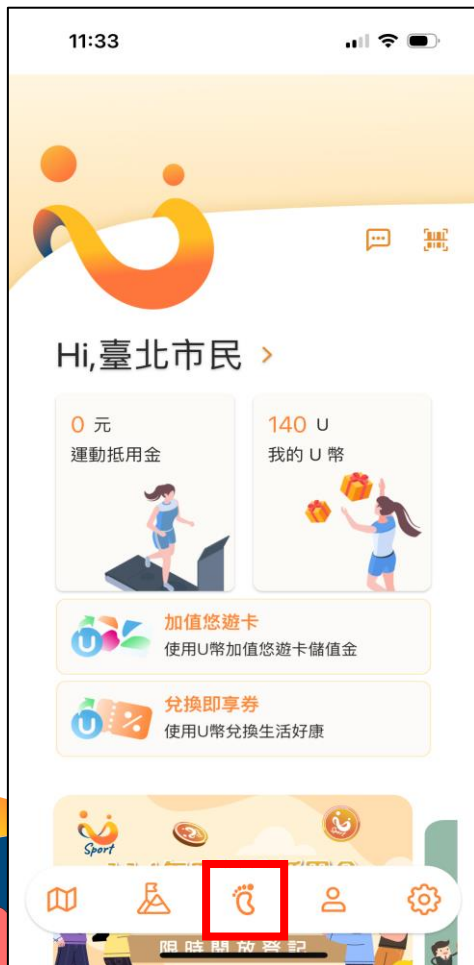 11:33
Hi,臺北市民 >
0 元
運動抵用金
140 U
我的 U 幣
加值悠遊卡
使用U幣加值悠遊卡儲值金
兌換即享券
使用U幣兌換生活好康
Sport
限時開放登記